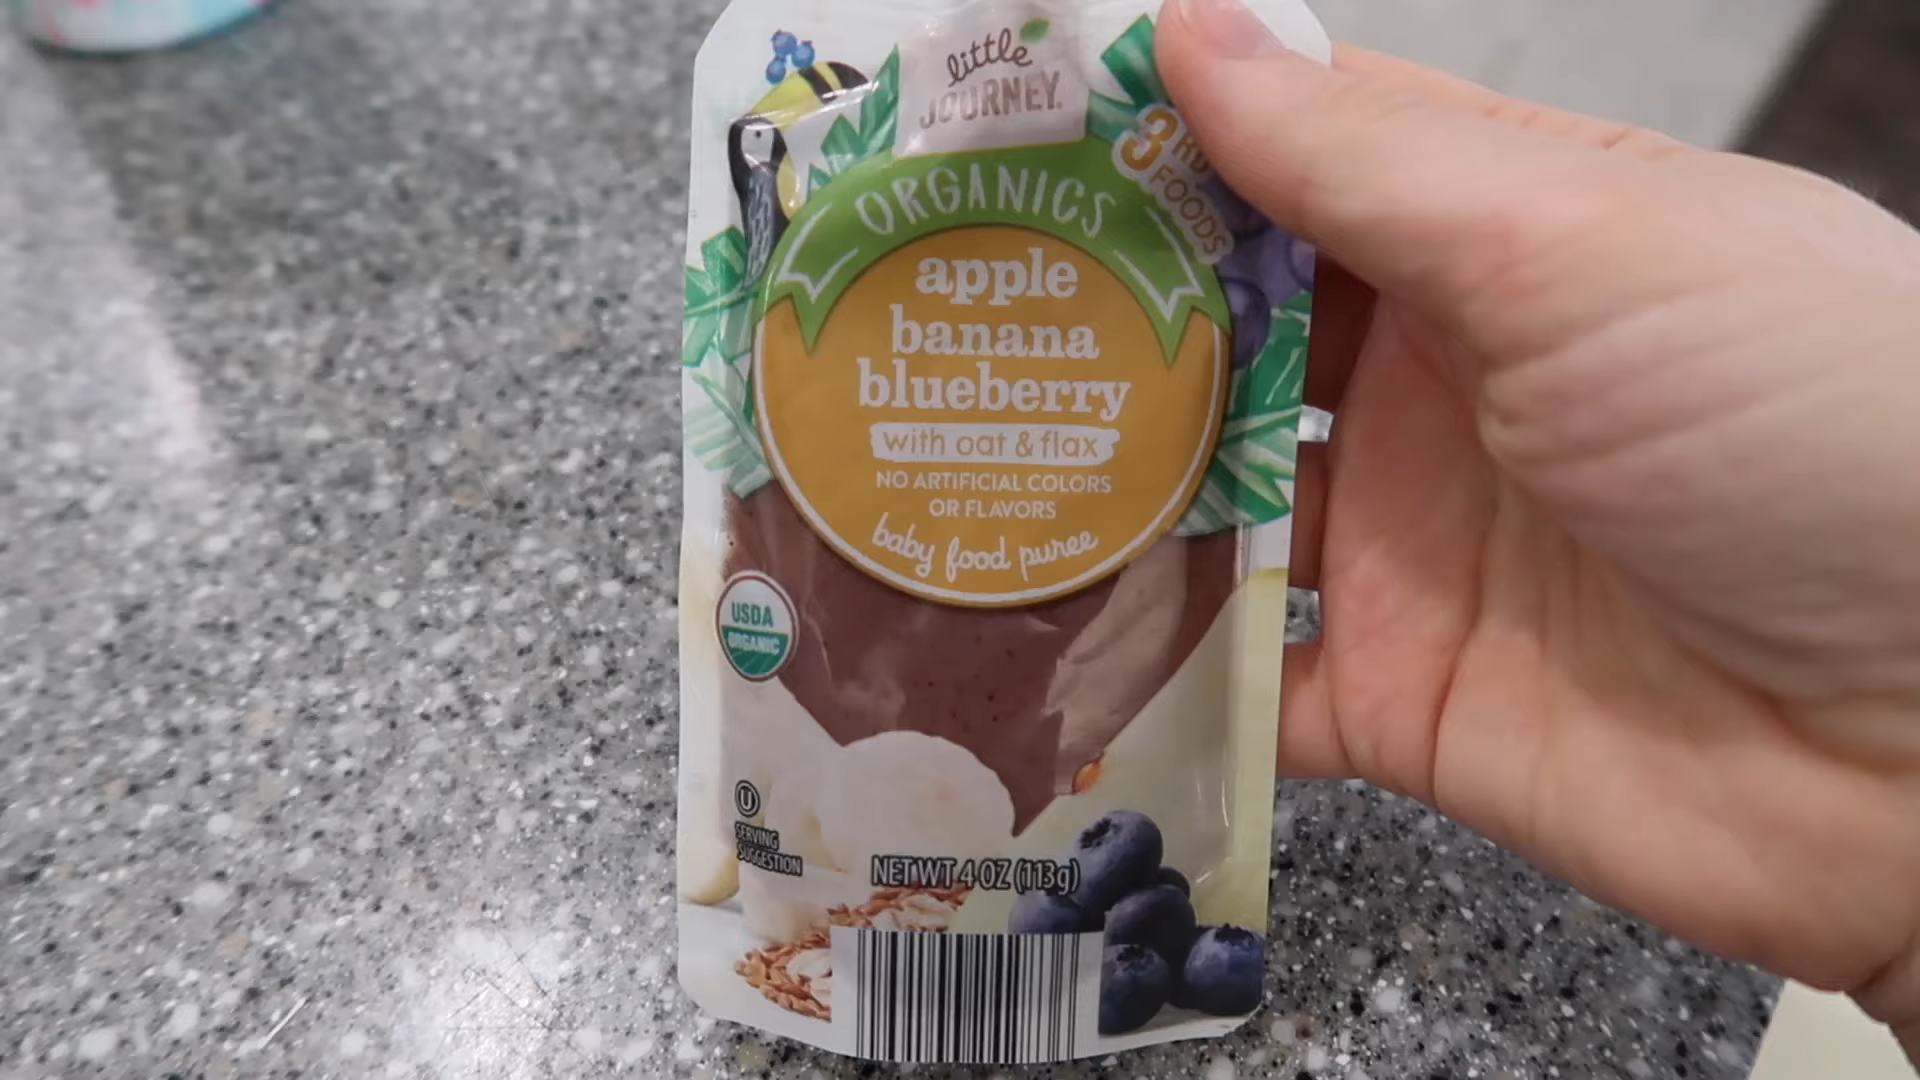 little
JOURNEY
3RD
FOODS
ORGANICS
apple
banana
blueberry
with oat & flax
NO ARTIFICIAL COLORS
OR FLAVORS
baby food puree
USDA
ORGANIC
U
SERVING
SUGGESTION
NET WT 4 OZ (113g)